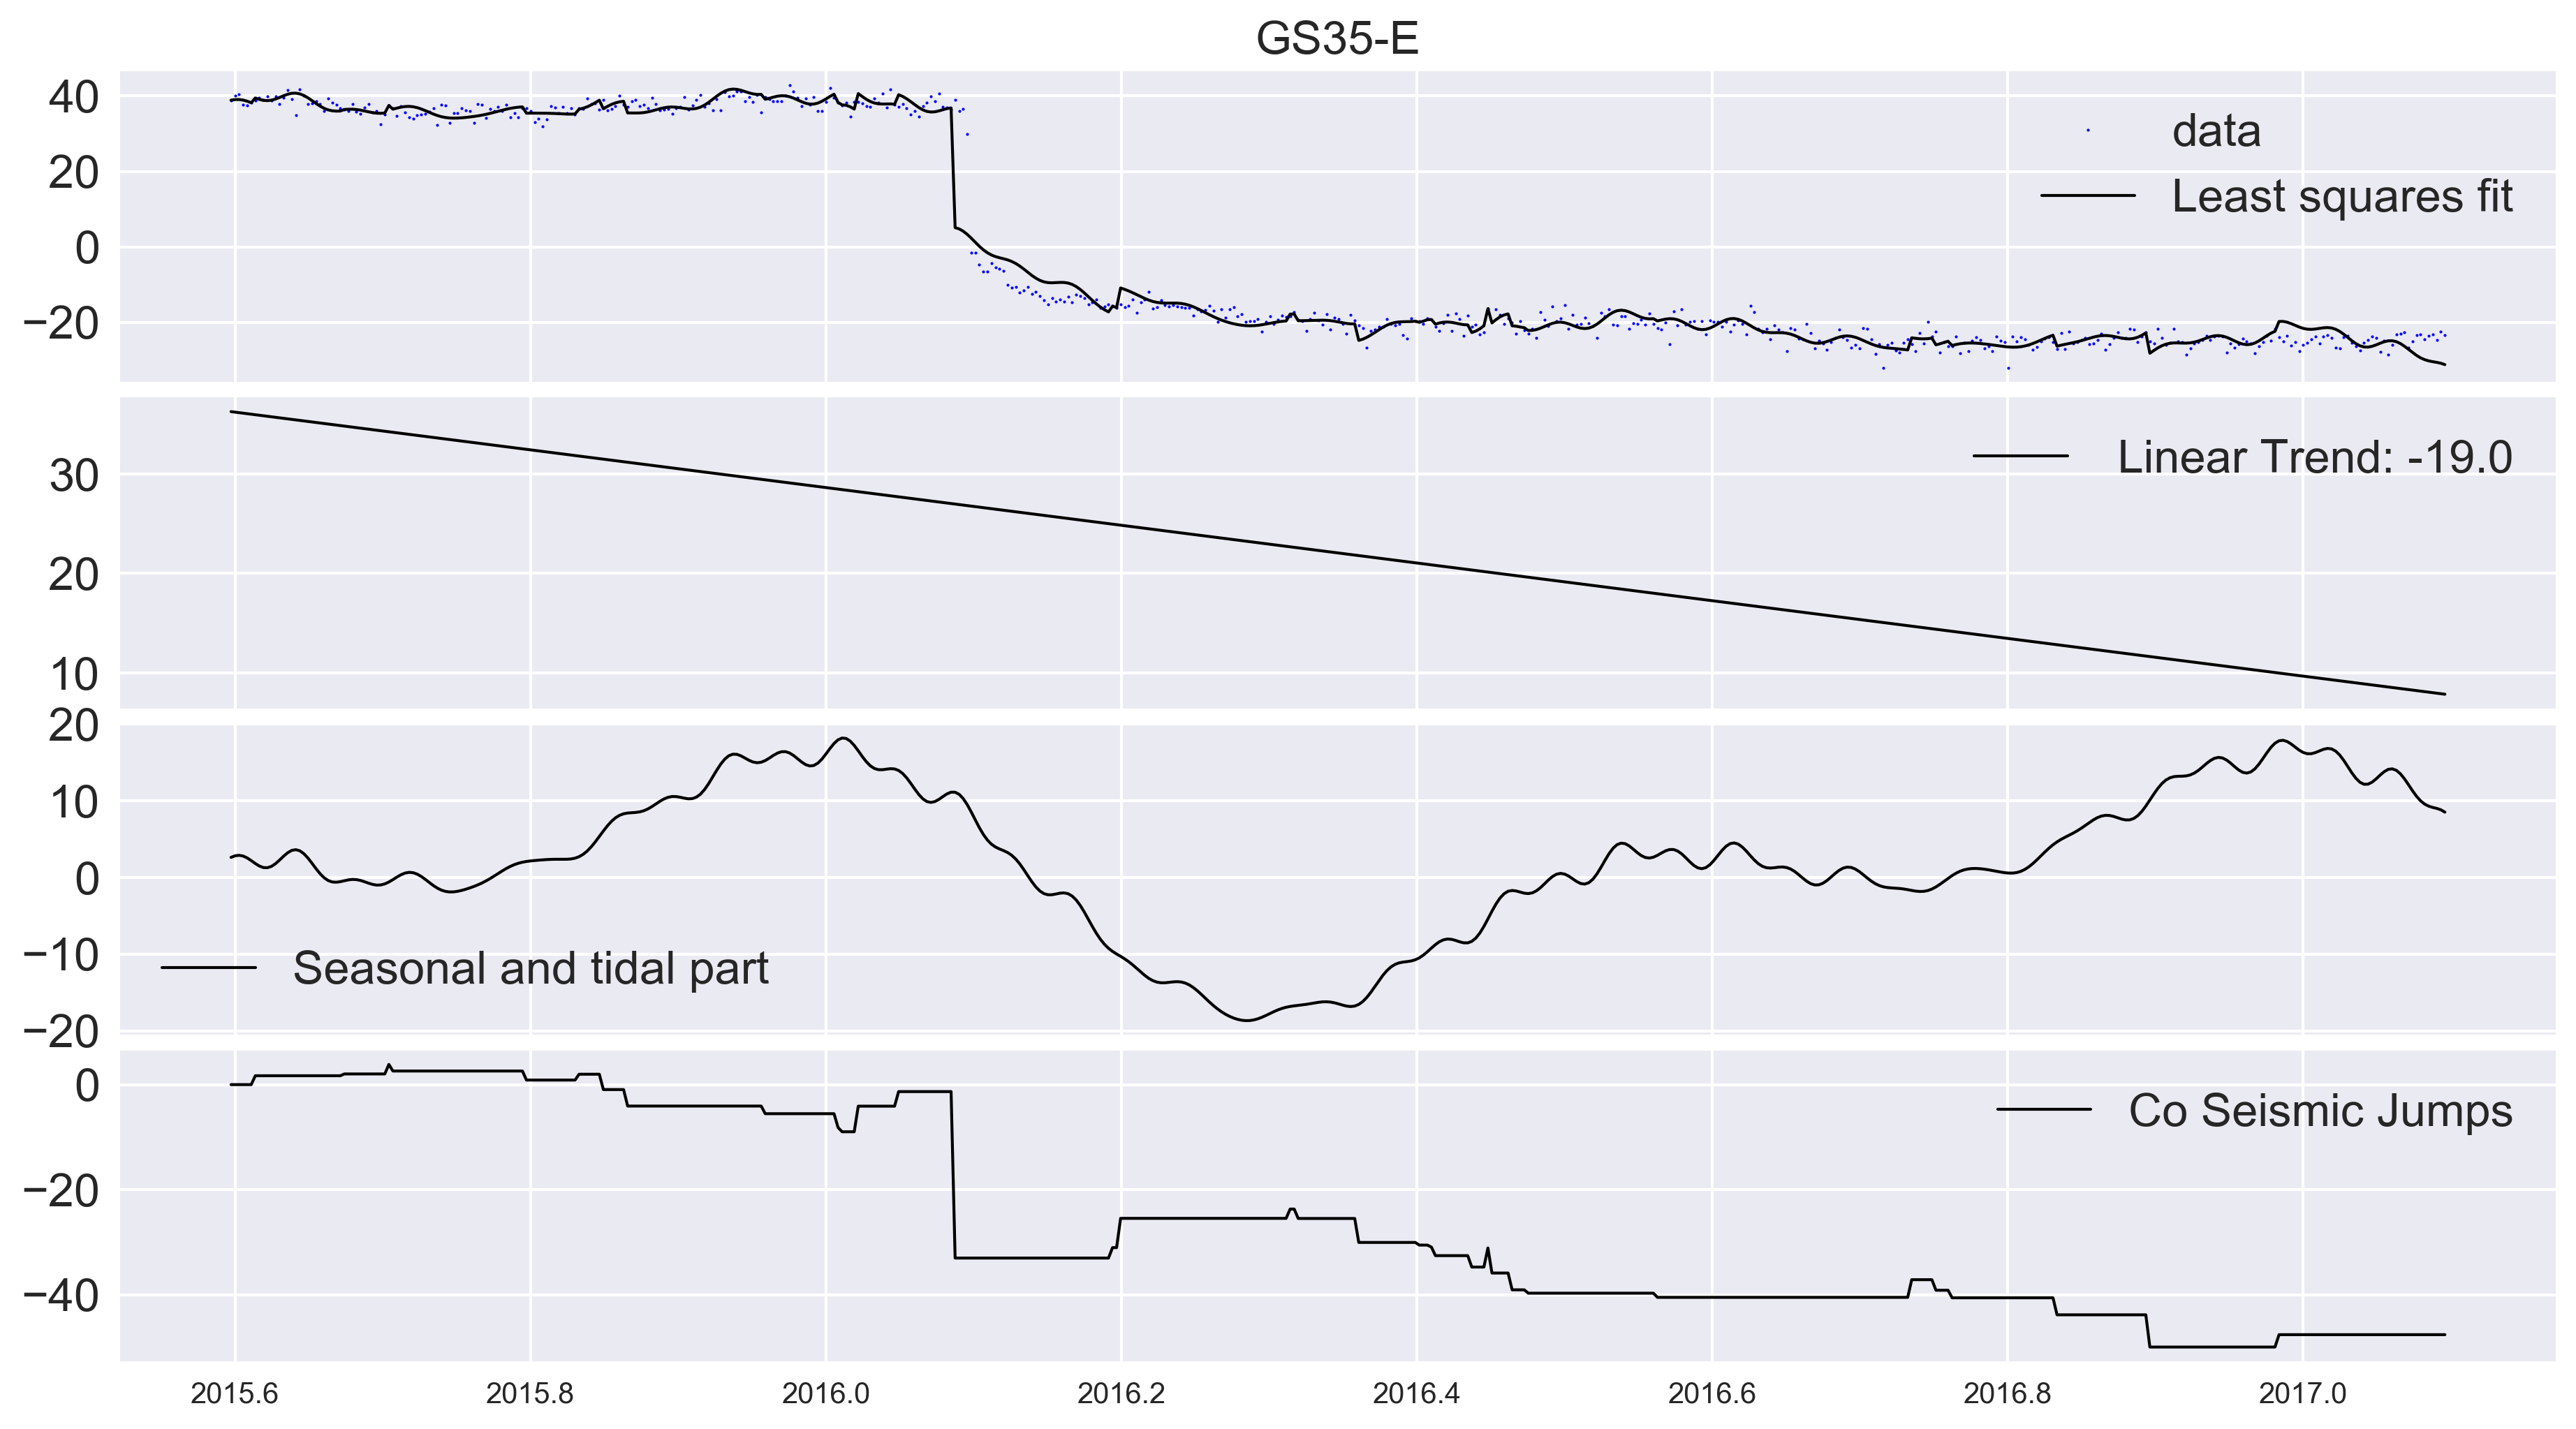 GS35-E
40
20
0
−20
data
Least squares fit
30
20
10
Linear Trend: -19.0
20
10
0
−10
−20
Seasonal and tidal part
0
−20
−40
Co Seismic Jumps
2015.6 2015.8 2016.0 2016.2 2016.4 2016.6 2016.8 2017.0